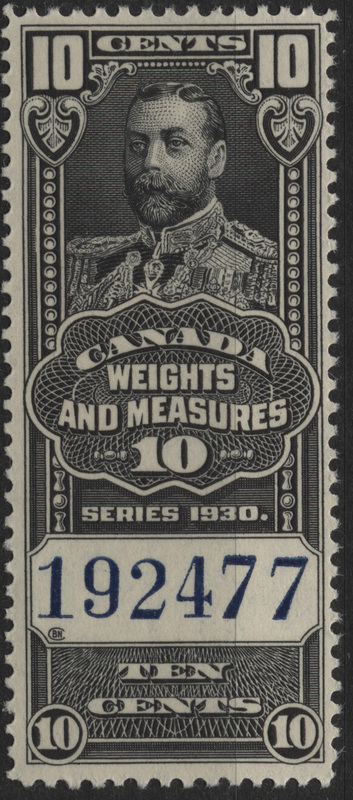 10 CENTS 10
CANADA
WEIGHTS
AND MEASURES
10
SERIES 1930.
192477
BN
TEN
CENTS
10 10